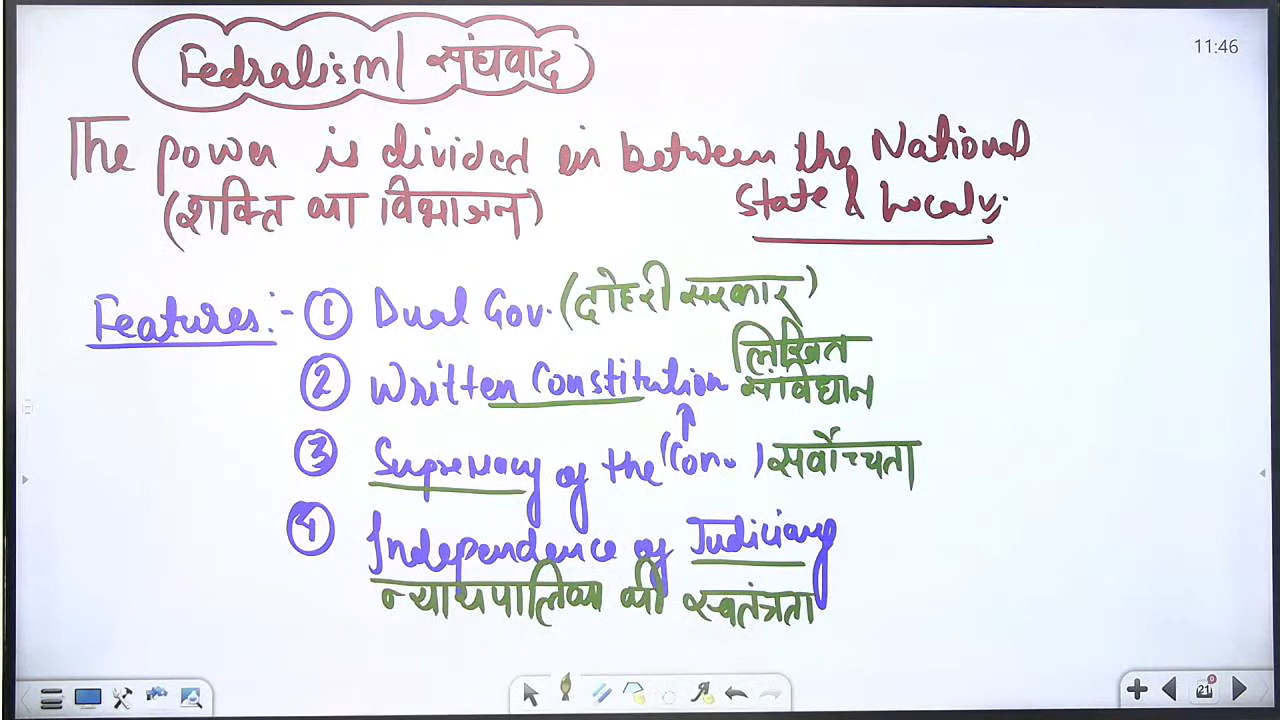 11:46
Fedralism | संघवाद
The power is divided in between the National
(शक्ति का विभाजन) State & Local
Features:- ① Dual Gov. (दोहरी सरकार)
② Written Constitution लिखित
संविधान
③ Supremacy of the (Con.) सर्वोच्चता
④ Independence of Judiciary
न्यायपालिका की स्वतंत्रता
21